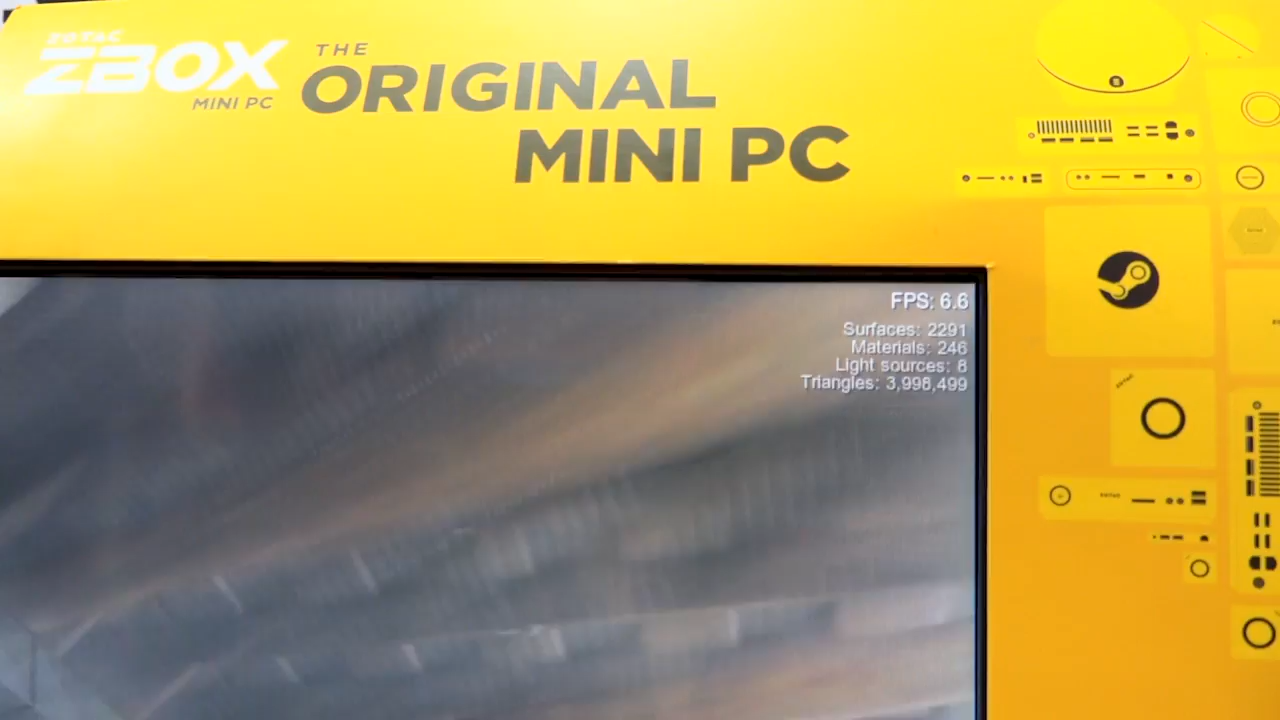 ZOTAC
ZBOX
MINI PC
THE
ORIGINAL
MINI PC
FPS: 6.6
Surfaces: 2291
Materials: 246
Light sources: 8
Triangles: 3,996,499